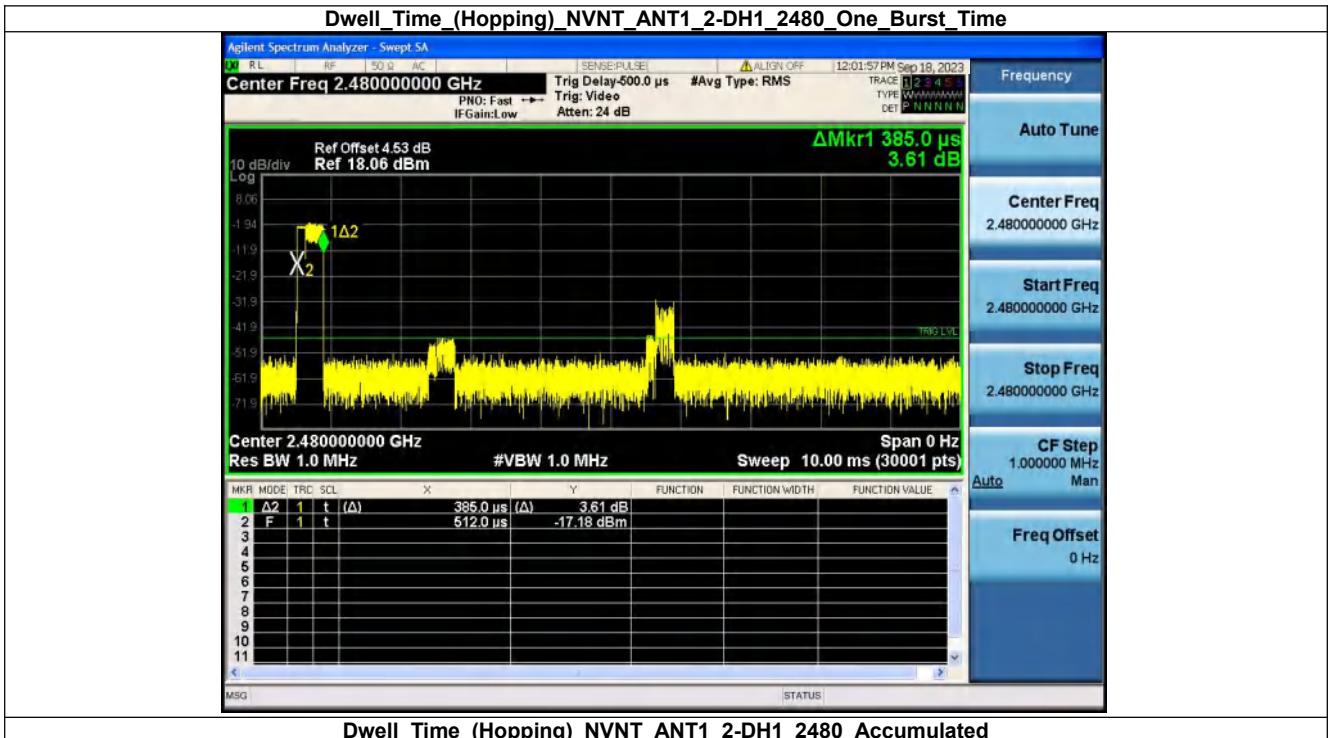 Dwell_Time_(Hopping)_NVNT_ANT1_2-DH1_2480_One_Burst_Time
Agilent Spectrum Analyzer - Swept SA
RL RF 50 Ω AC SENSE:PULSE ALIGN OFF 12:01:57 PM Sep 18, 2023
Center Freq 2.480000000 GHz
PNO: Fast
IFGain:Low
Trig Delay-500.0 µs
Trig: Video
Atten: 24 dB
#Avg Type: RMS
TRACE 1 2 3 4 5 6
TYPE WWWWWWW
DET P N N N N N
ΔMkr1 385.0 µs
3.61 dB
Ref Offset 4.53 dB
10 dB/div Ref 18.06 dBm
Log
8.06
-1.94
-11.9
-21.9
-31.9
-41.9
-51.9
-61.9
-71.9
1Δ2
X2
TRIG LVL
Center 2.480000000 GHz Span 0 Hz
Res BW 1.0 MHz #VBW 1.0 MHz Sweep 10.00 ms (30001 pts)
MKR MODE TRC SCL X Y FUNCTION FUNCTION WIDTH FUNCTION VALUE
1 Δ2 1 t (Δ) 385.0 µs (Δ) 3.61 dB
2 F 1 t 512.0 µs -17.18 dBm
3
4
5
6
7
8
9
10
11
MSG STATUS
Frequency
Auto Tune
Center Freq
2.480000000 GHz
Start Freq
2.480000000 GHz
Stop Freq
2.480000000 GHz
CF Step
1.000000 MHz
Auto Man
Freq Offset
0 Hz
Dwell_Time_(Hopping)_NVNT_ANT1_2-DH1_2480_Accumulated